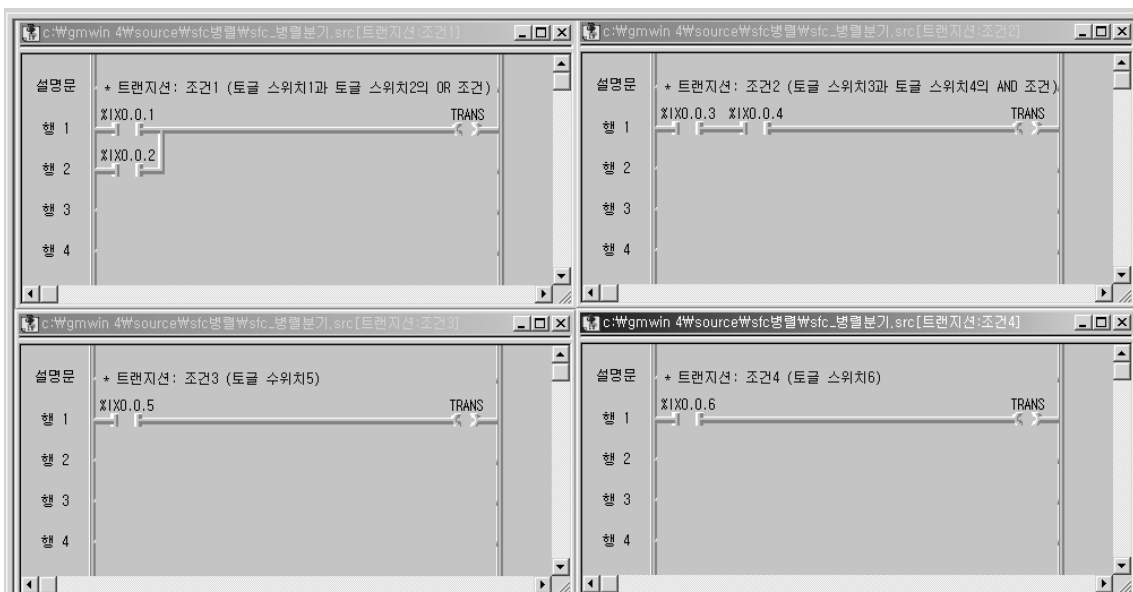 c:₩gmwin 4₩source₩sfc병렬₩sfc_병렬분기.src[트랜지션:조건1]
설명문 * 트랜지션: 조건1 (토글 스위치1과 토글 스위치2의 OR 조건)
%IX0.0.1 TRANS
행 1
%IX0.0.2
행 2
행 3
행 4
c:₩gmwin 4₩source₩sfc병렬₩sfc_병렬분기.src[트랜지션:조건2]
설명문 * 트랜지션: 조건2 (토글 스위치3과 토글 스위치4의 AND 조건)
%IX0.0.3 %IX0.0.4 TRANS
행 1
행 2
행 3
행 4
c:₩gmwin 4₩source₩sfc병렬₩sfc_병렬분기.src[트랜지션:조건3]
설명문 * 트랜지션: 조건3 (토글 수위치5)
%IX0.0.5 TRANS
행 1
행 2
행 3
행 4
c:₩gmwin 4₩source₩sfc병렬₩sfc_병렬분기.src[트랜지션:조건4]
설명문 * 트랜지션: 조건4 (토글 스위치6)
%IX0.0.6 TRANS
행 1
행 2
행 3
행 4